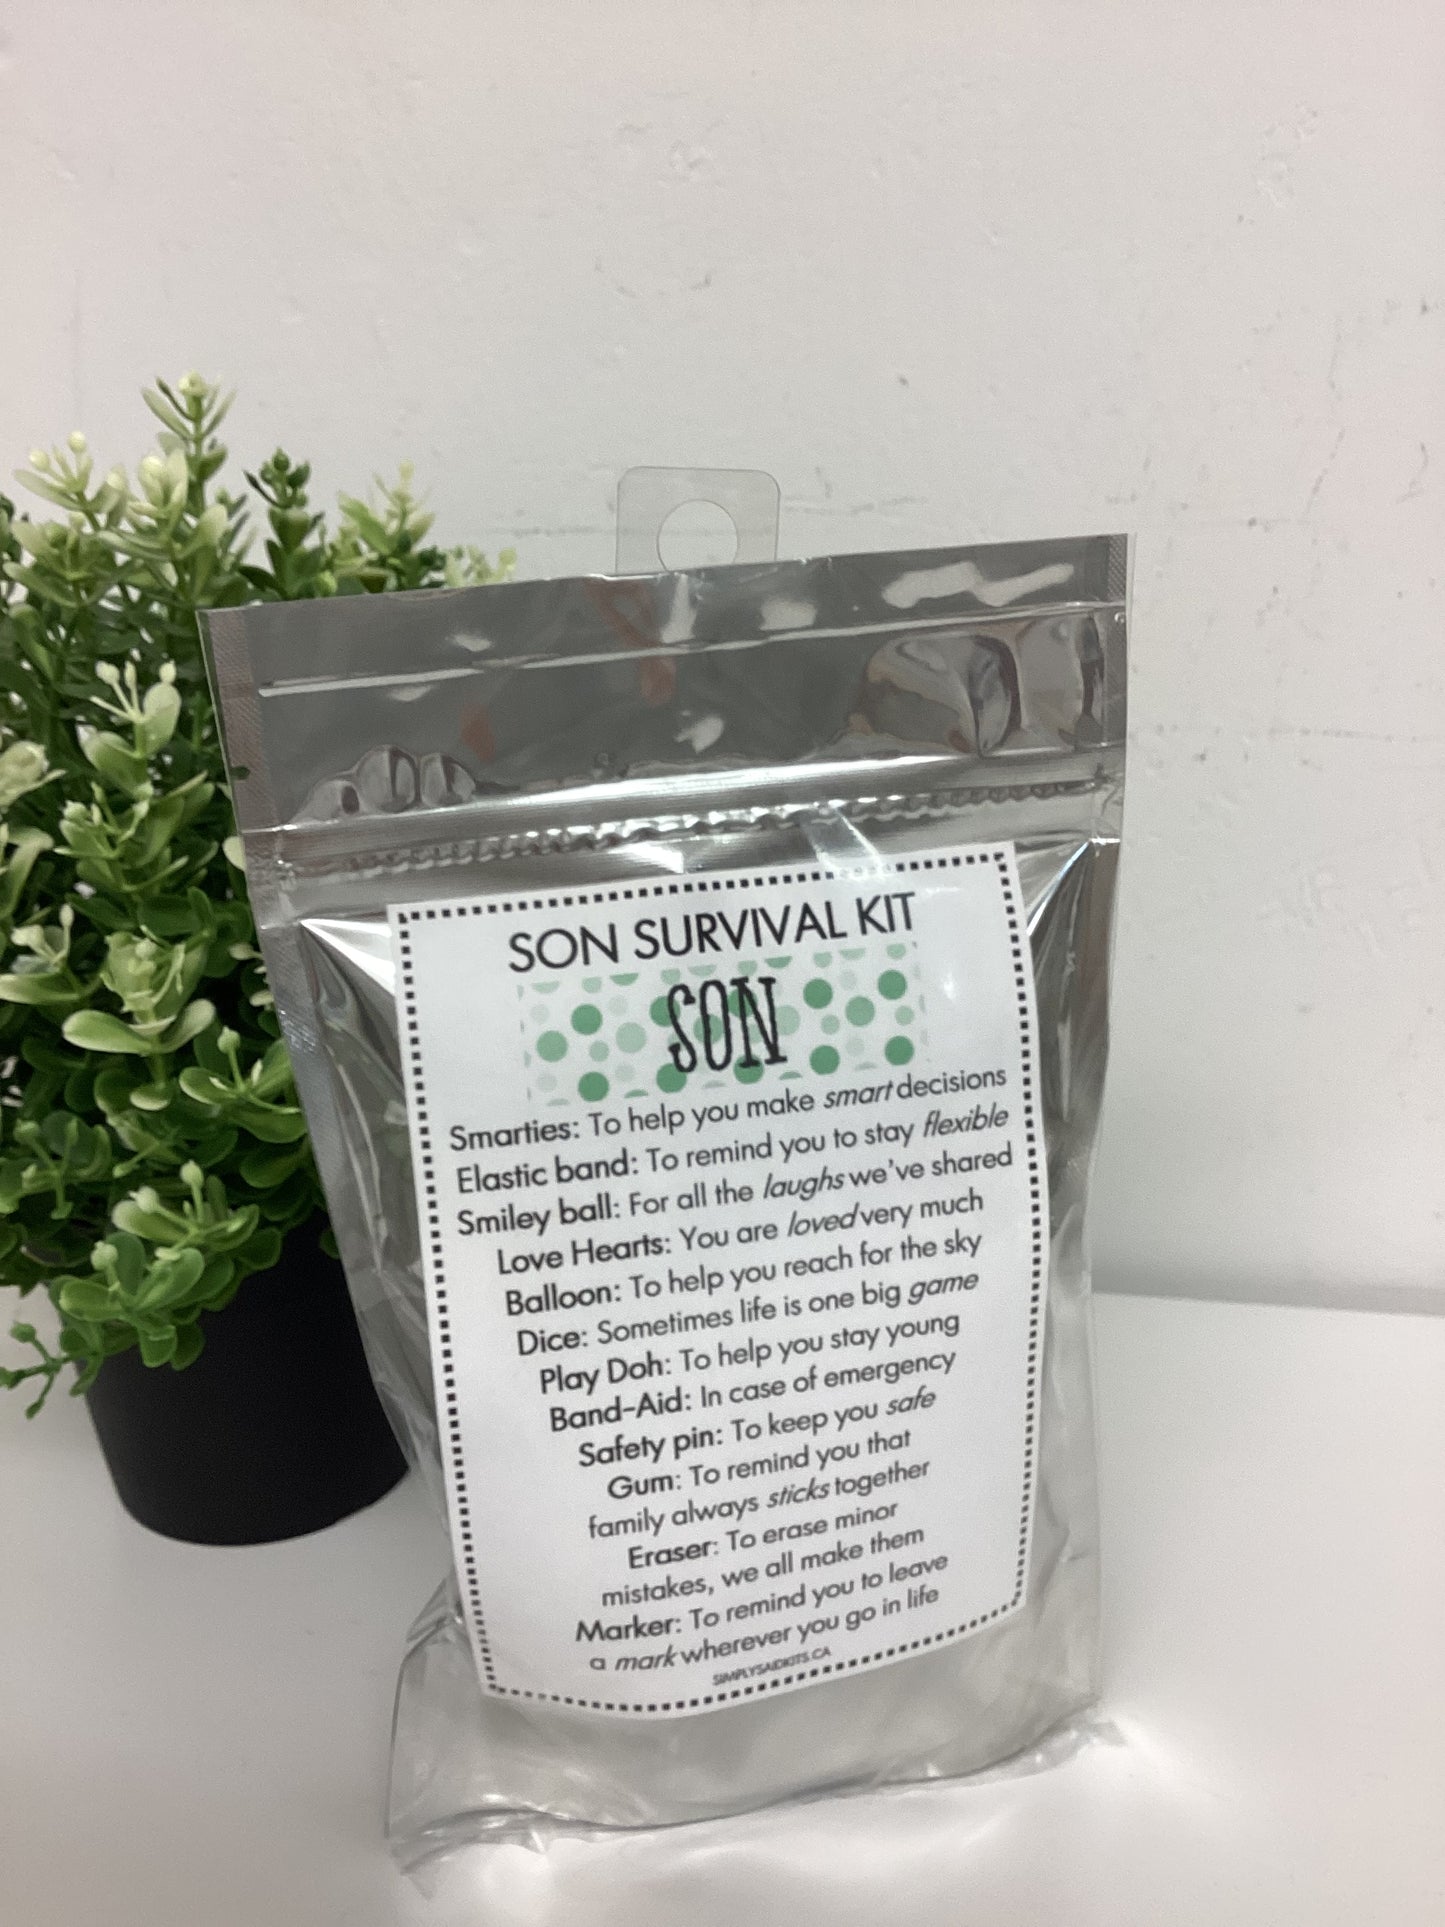 SON SURVIVAL KIT
SON
Smarties: To help you make smart decisions
Elastic band: To remind you to stay flexible
Smiley ball: For all the laughs we've shared
Love Hearts: You are loved very much
Balloon: To help you reach for the sky
Dice: Sometimes life is one big game
Play Doh: To help you stay young
Band-Aid: In case of emergency
Safety pin: To keep you safe
Gum: To remind you that
family always sticks together
Eraser: To erase minor
mistakes, we all make them
Marker: To remind you to leave
a mark wherever you go in life
SIMPLYSAIDKITS.CA